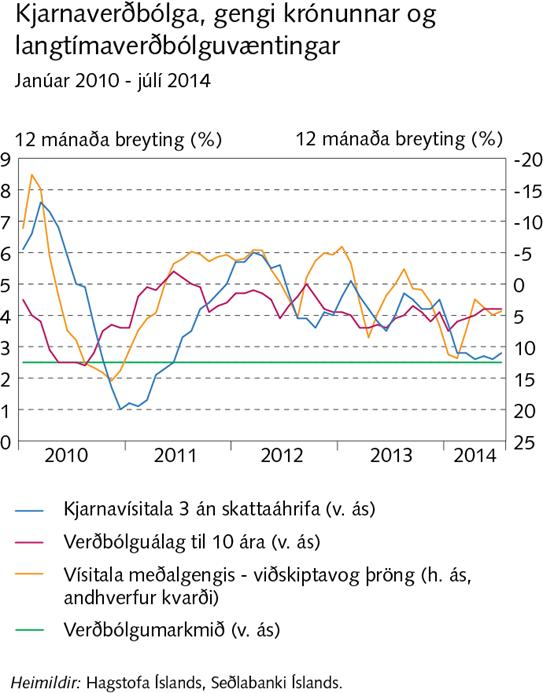 Kjarnaverðbólga, gengi krónunnar og
langtímaverðbólguvæntingar
Janúar 2010 - júlí 2014
12 mánaða breyting (%) 12 mánaða breyting (%)
9 -20
8 -15
7 -10
6 -5
5 0
4 5
3 10
2 15
1 20
0 25
2010 2011 2012 2013 2014
Kjarnavísitala 3 án skattaáhrifa (v. ás)
Verðbólguálag til 10 ára (v. ás)
Vísitala meðalgengis - viðskiptavog þröng (h. ás,
andhverfur kvarði)
Verðbólgumarkmið (v. ás)
Heimildir: Hagstofa Íslands, Seðlabanki Íslands.